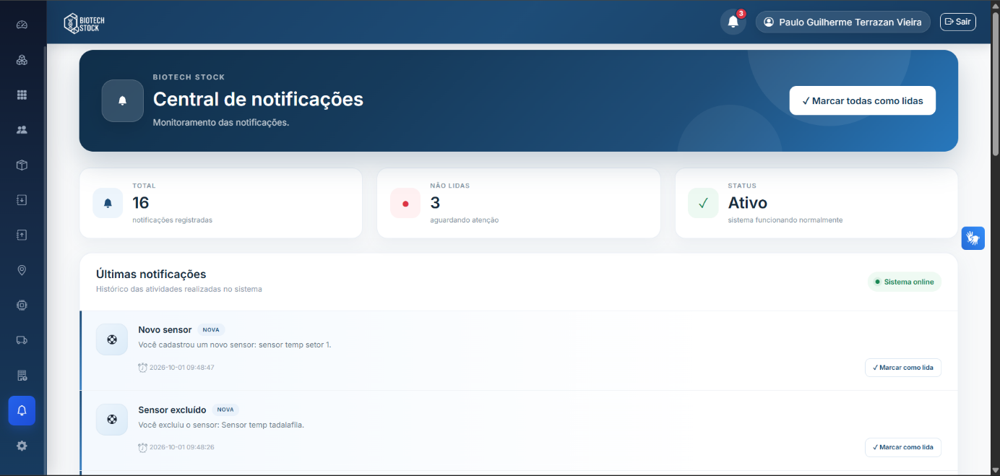 BIOTECH
STOCK
3
Paulo Guilherme Terrazan Vieira
Sair
BIOTECH STOCK
Central de notificações
Monitoramento das notificações.
✓ Marcar todas como lidas
TOTAL
16
notificações registradas
NÃO LIDAS
3
aguardando atenção
STATUS
Ativo
sistema funcionando normalmente
Últimas notificações
Histórico das atividades realizadas no sistema
Sistema online
Novo sensor NOVA
Você cadastrou um novo sensor: sensor temp setor 1.
2026-10-01 09:48:47
✓ Marcar como lida
Sensor excluído NOVA
Você excluiu o sensor: Sensor temp tadalafila.
2026-10-01 09:48:26
✓ Marcar como lida